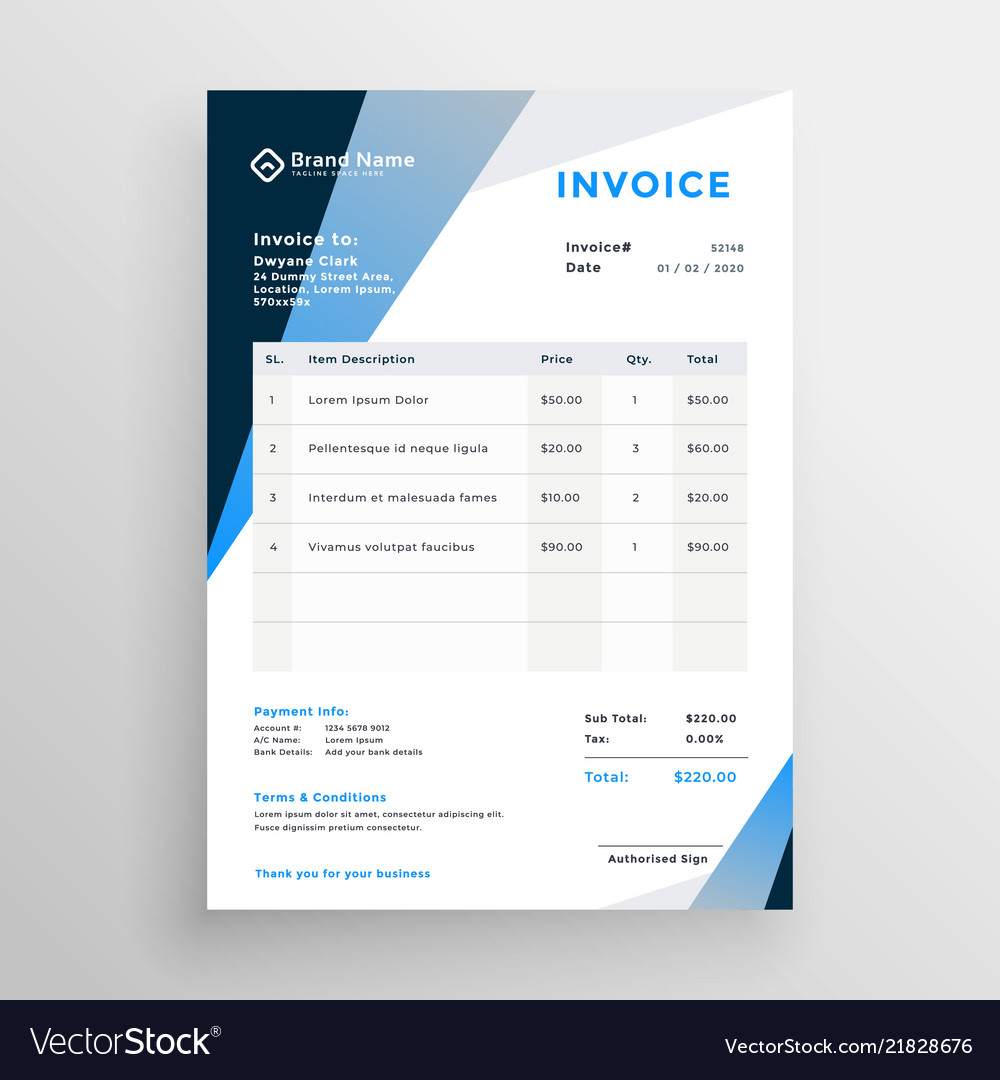 Brand Name
TAGLINE SPACE HERE
INVOICE
Invoice to:
Dwyane Clark
24 Dummy Street Area,
Location, Lorem Ipsum,
570xx59x
Invoice# 52148
Date 01 / 02 / 2020
SL. Item Description Price Qty. Total
1 Lorem Ipsum Dolor $50.00 1 $50.00
2 Pellentesque id neque ligula $20.00 3 $60.00
3 Interdum et malesuada fames $10.00 2 $20.00
4 Vivamus volutpat faucibus $90.00 1 $90.00
Payment Info:
Account #: 1234 5678 9012
A/C Name: Lorem Ipsum
Bank Details: Add your bank details
Sub Total: $220.00
Tax: 0.00%
Total: $220.00
Terms & Conditions
Lorem ipsum dolor sit amet, consectetur adipiscing elit.
Fusce dignissim pretium consectetur.
Authorised Sign
Thank you for your business
VectorStock®
VectorStock.com/21828676